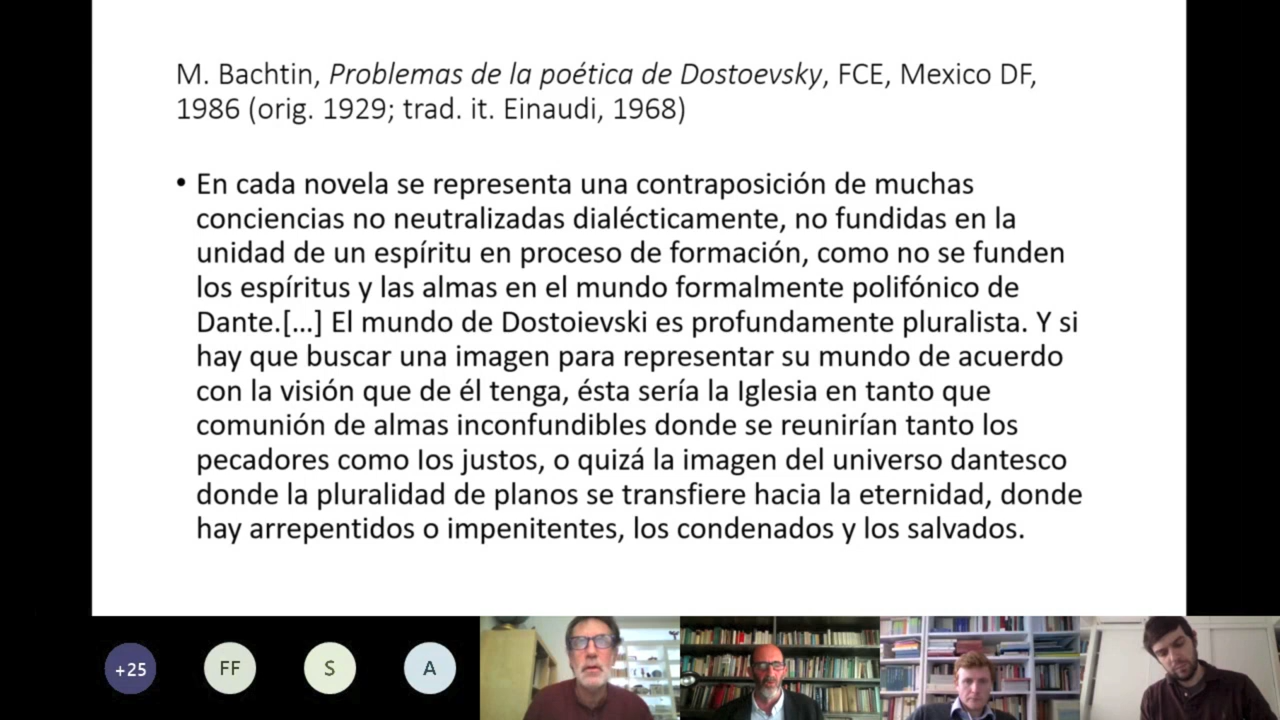 M. Bachtin, Problemas de la poética de Dostoevsky, FCE, Mexico DF,
1986 (orig. 1929; trad. it. Einaudi, 1968)
• En cada novela se representa una contraposición de muchas
conciencias no neutralizadas dialécticamente, no fundidas en la
unidad de un espíritu en proceso de formación, como no se funden
los espíritus y las almas en el mundo formalmente polifónico de
Dante.[...] El mundo de Dostoievski es profundamente pluralista. Y si
hay que buscar una imagen para representar su mundo de acuerdo
con la visión que de él tenga, ésta sería la Iglesia en tanto que
comunión de almas inconfundibles donde se reunirían tanto los
pecadores como los justos, o quizá la imagen del universo dantesco
donde la pluralidad de planos se transfiere hacia la eternidad, donde
hay arrepentidos o impenitentes, los condenados y los salvados.
+25 FF S A